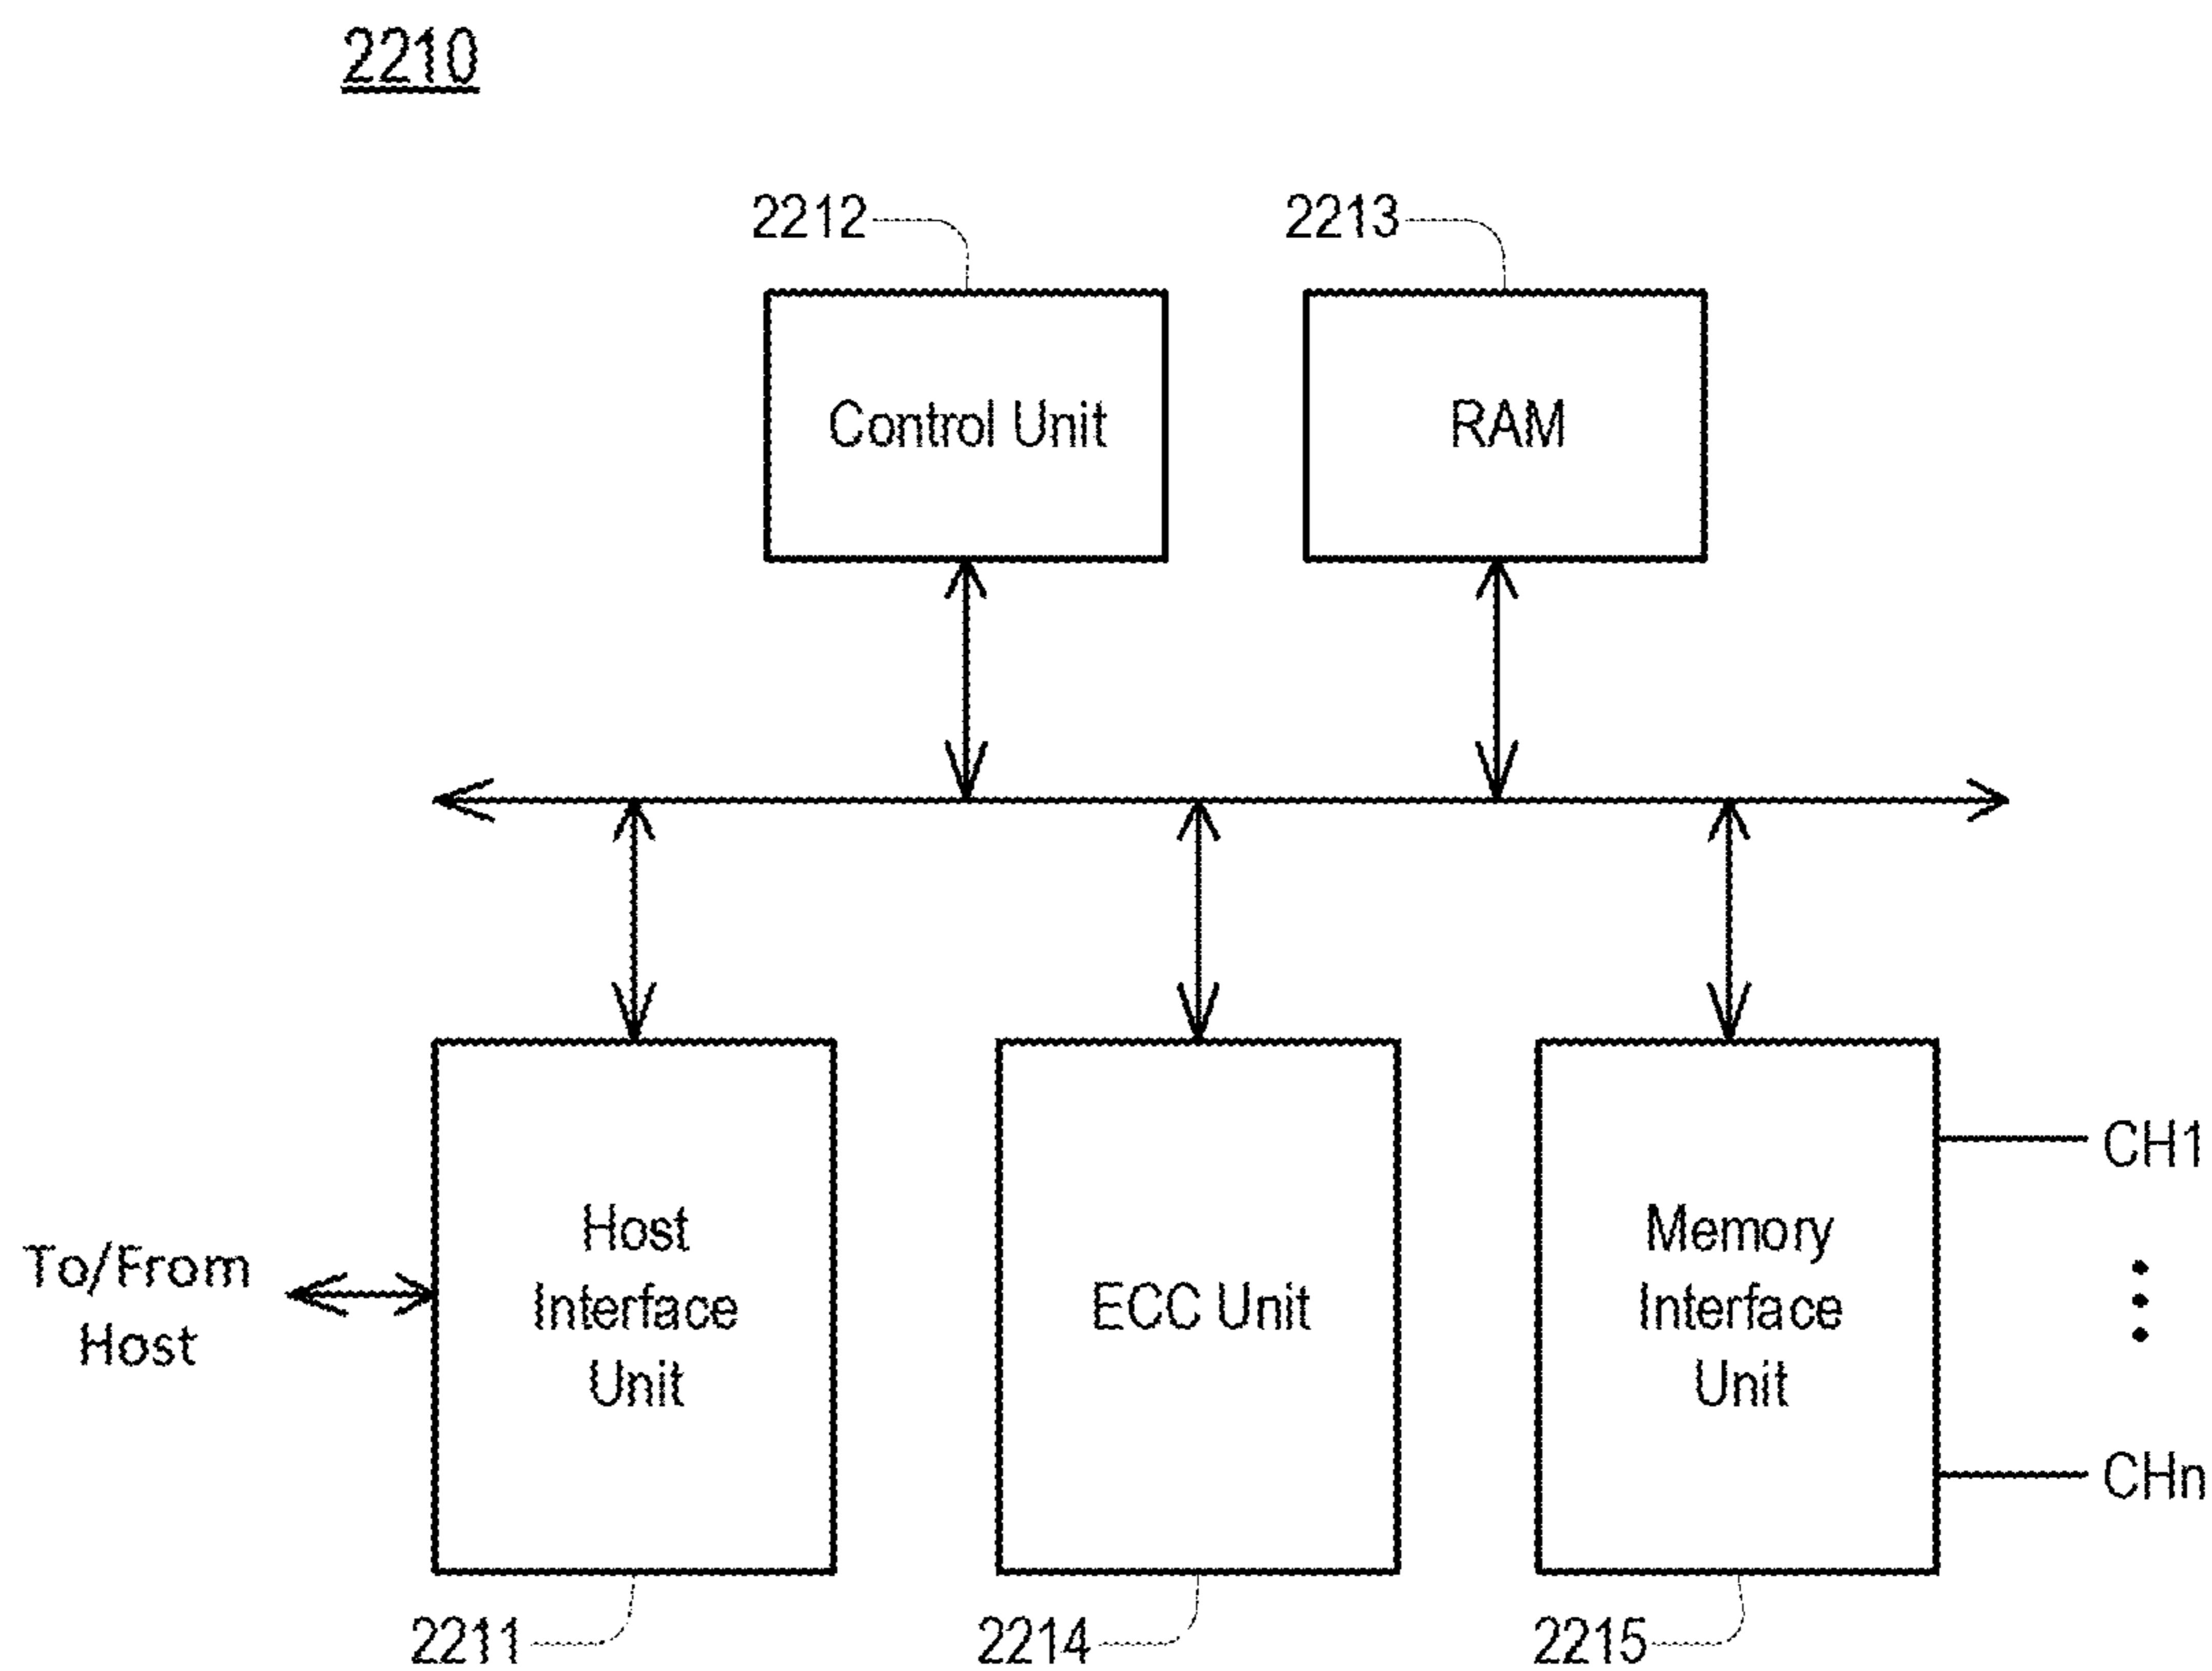 2210
2212
2213
Control Unit
RAM
To/From
Host
Host
Interface
Unit
ECC Unit
Memory
Interface
Unit
CH1
CHn
2211
2214
2215